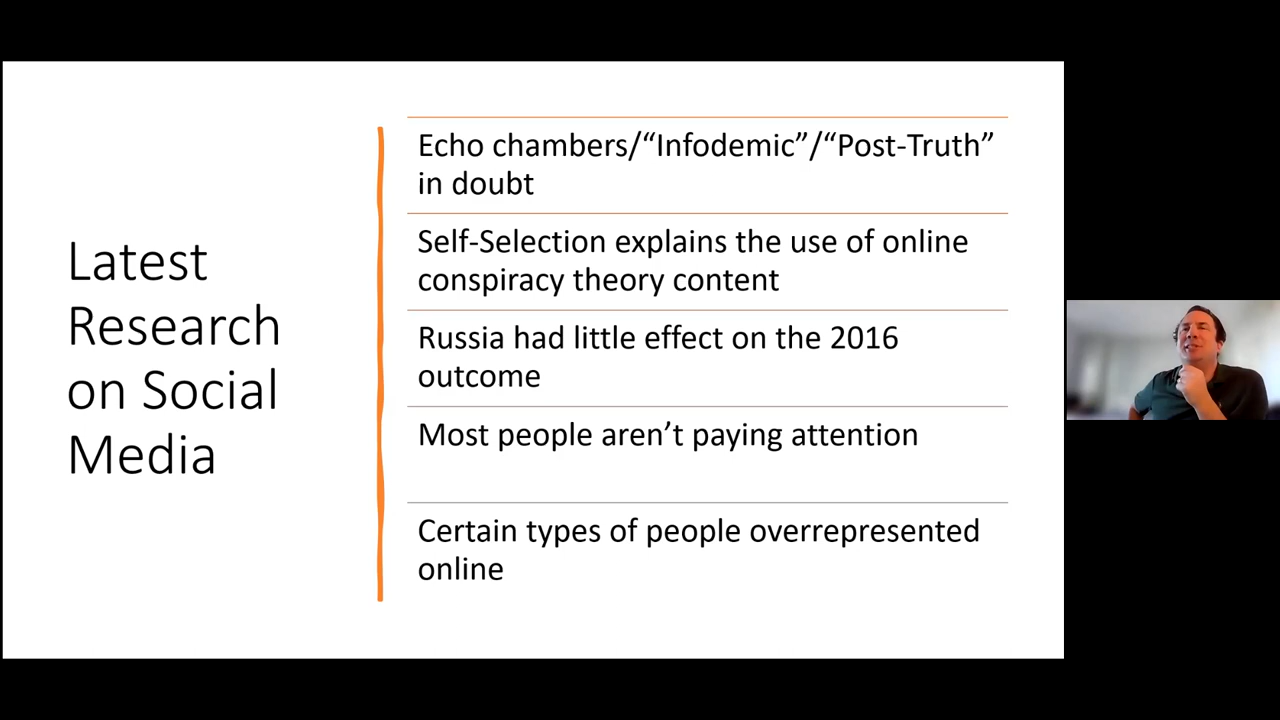 Latest
Research
on Social
Media
Echo chambers/“Infodemic”/“Post-Truth”
in doubt
Self-Selection explains the use of online
conspiracy theory content
Russia had little effect on the 2016
outcome
Most people aren’t paying attention
Certain types of people overrepresented
online